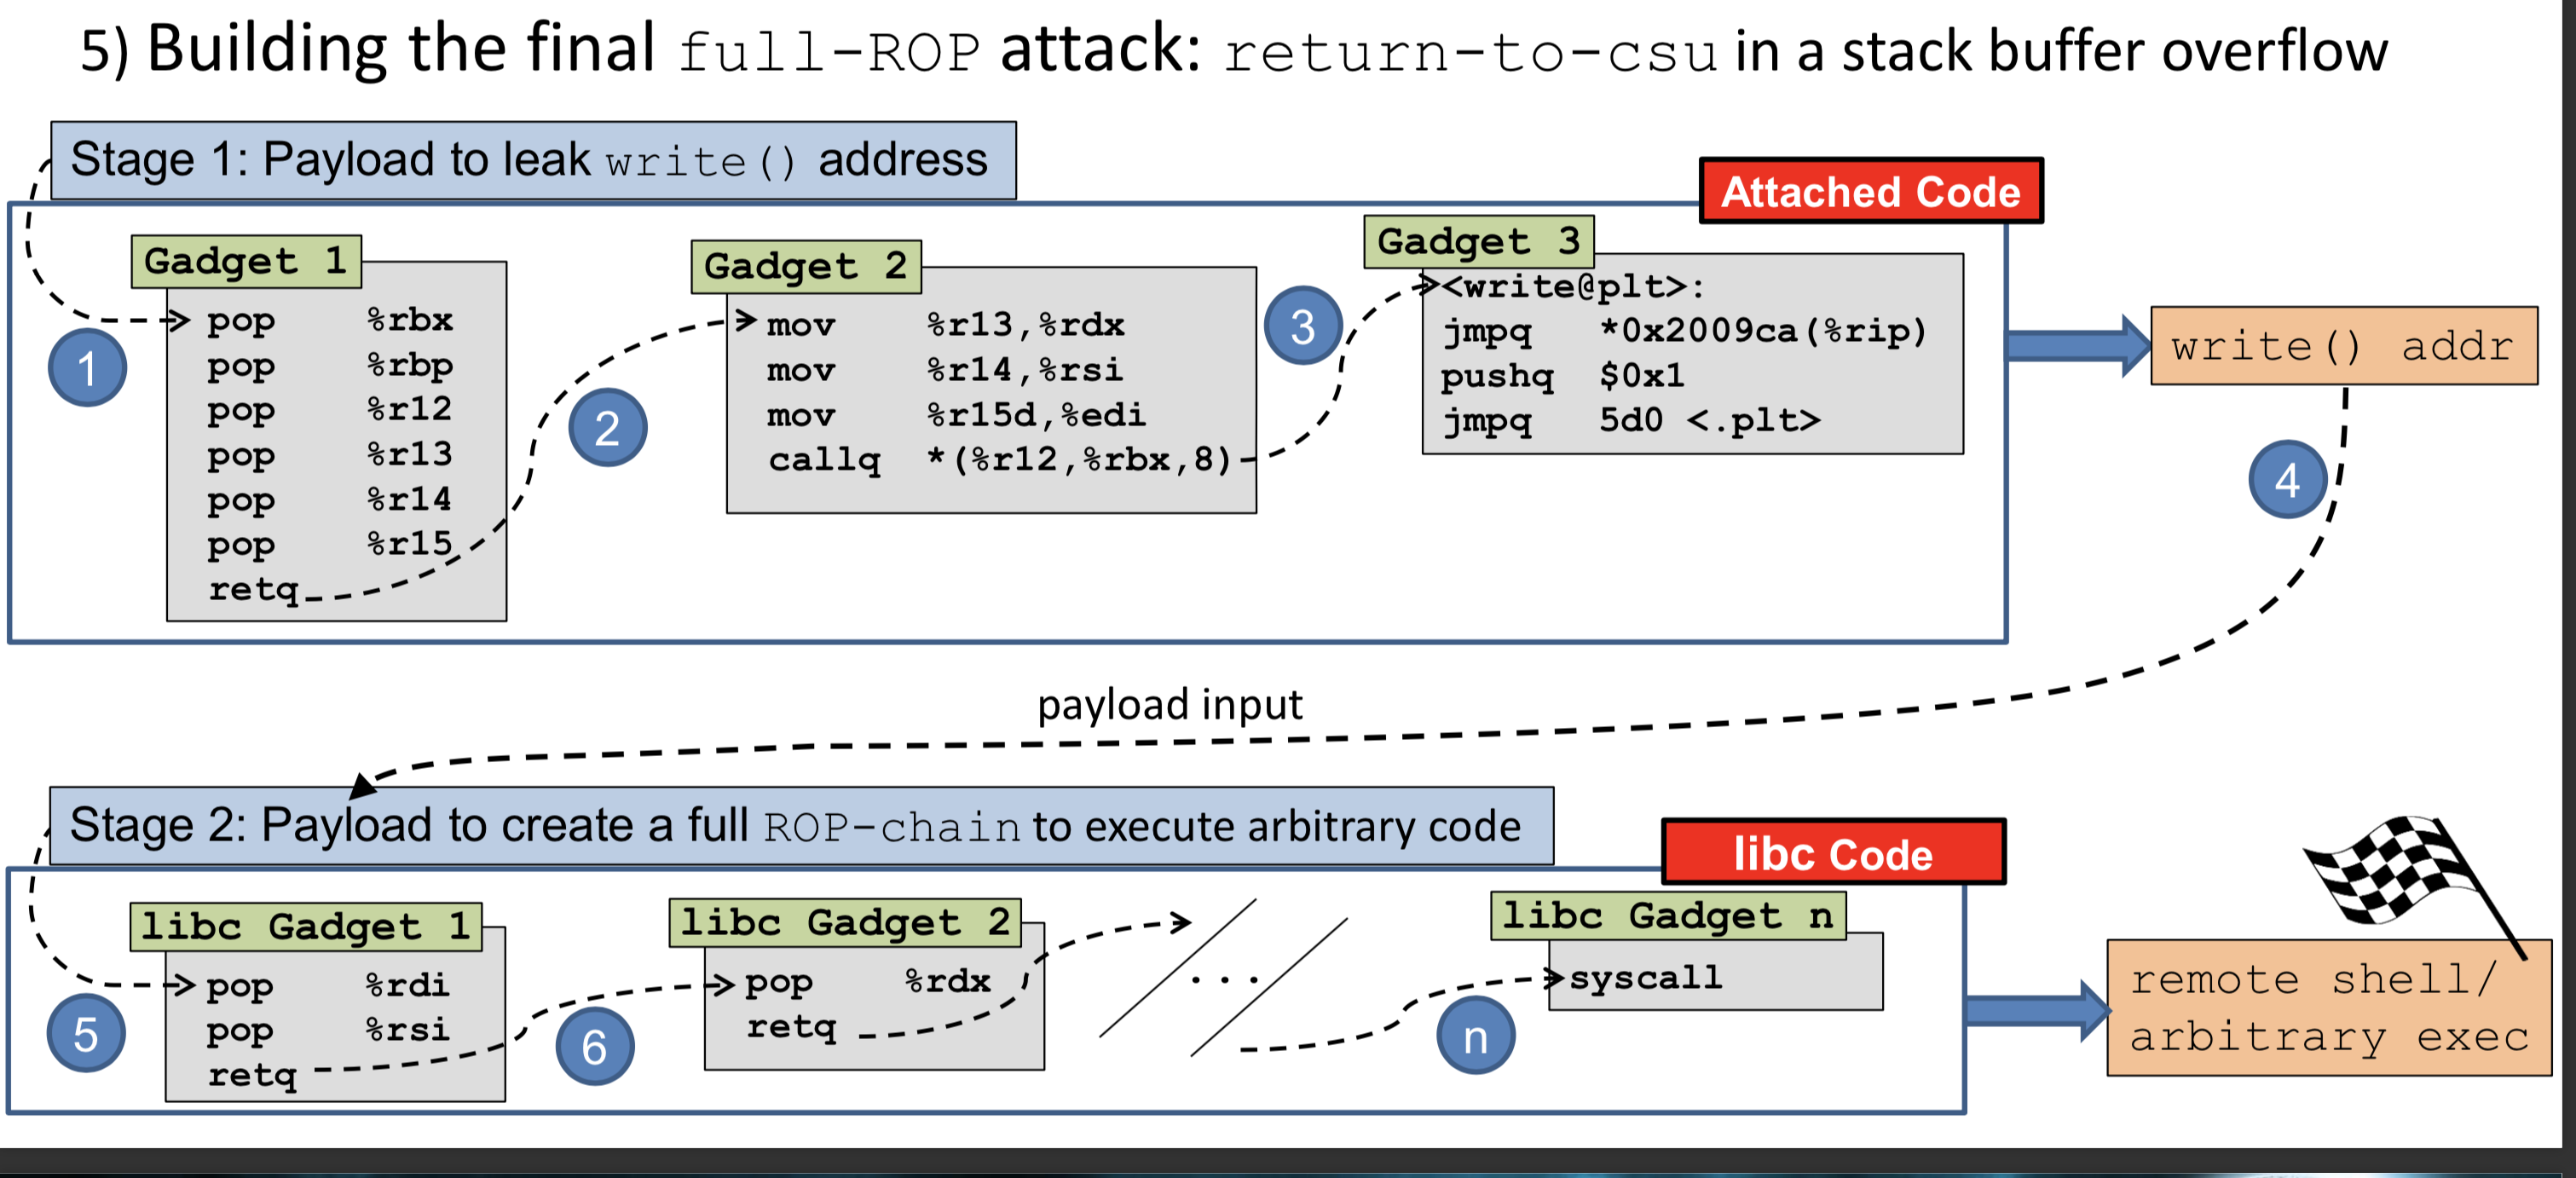 5) Building the final full-ROP attack: return-to-csu in a stack buffer overflow
Stage 1: Payload to leak write() address
Attached Code
Gadget 1
pop %rbx
pop %rbp
pop %r12
pop %r13
pop %r14
pop %r15
retq
1
2
Gadget 2
mov %r13,%rdx
mov %r14,%rsi
mov %r15d,%edi
callq *(%r12,%rbx,8)
3
Gadget 3
<write@plt>:
jmpq *0x2009ca(%rip)
pushq $0x1
jmpq 5d0 <.plt>
write() addr
4
payload input
Stage 2: Payload to create a full ROP-chain to execute arbitrary code
libc Code
libc Gadget 1
pop %rdi
pop %rsi
retq
5
6
libc Gadget 2
pop %rdx
retq
...
n
libc Gadget n
syscall
remote shell/
arbitrary exec